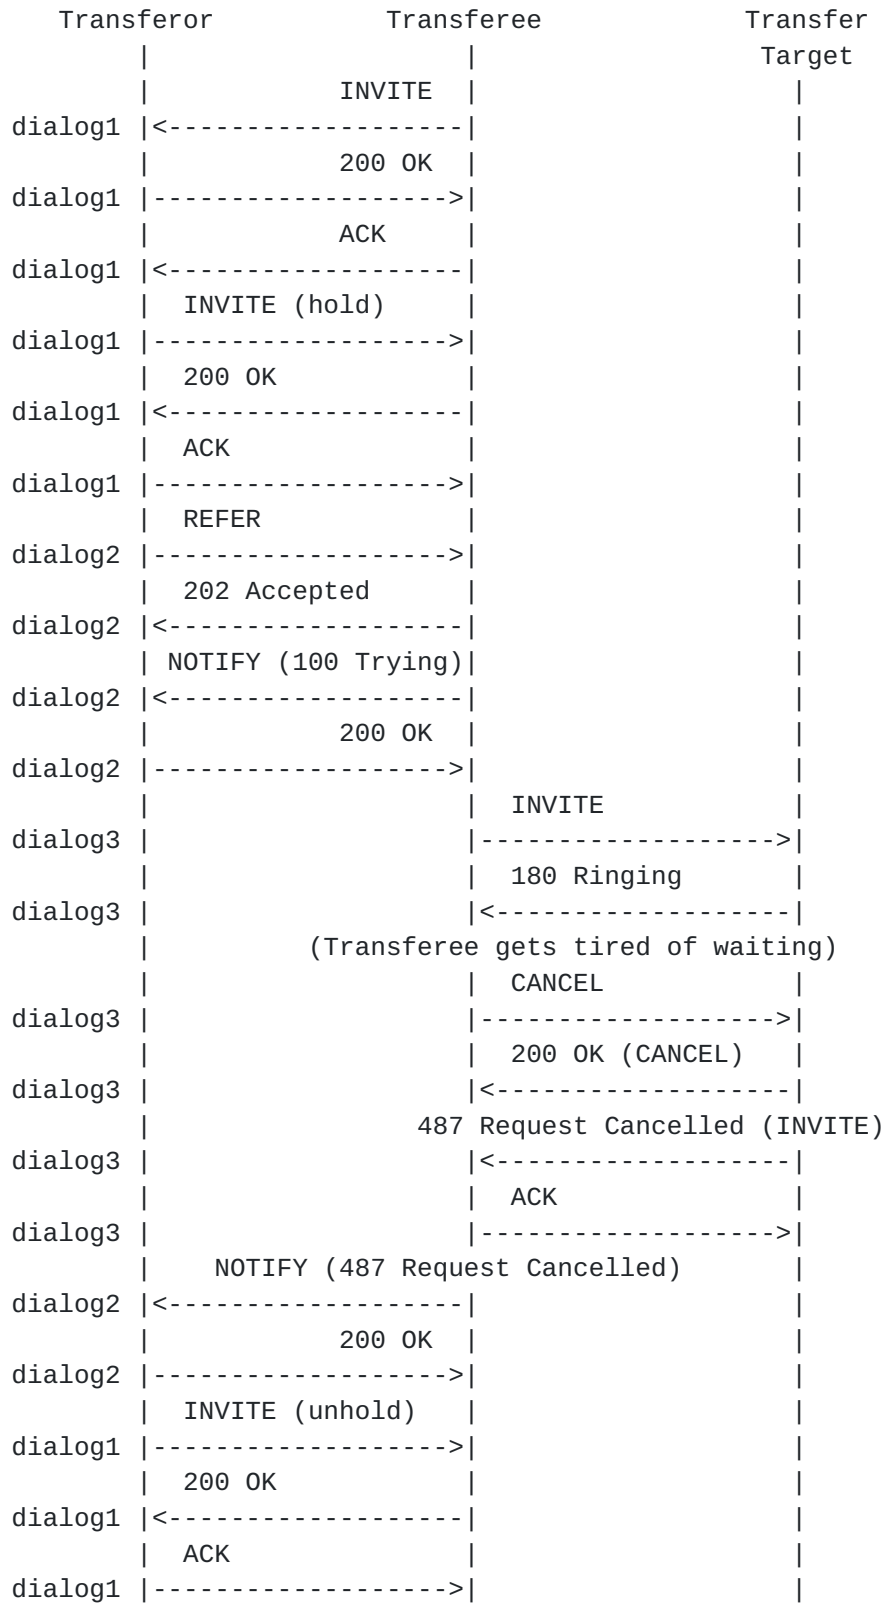 Transferor           Transferee             Transfer
        |                    |                  Target
        |            INVITE  |                    |
dialog1 |<-------------------|                    |
        |            200 OK  |                    |
dialog1 |------------------->|                    |
        |            ACK     |                    |
dialog1 |<-------------------|                    |
        |  INVITE (hold)     |                    |
dialog1 |------------------->|                    |
        |  200 OK            |                    |
dialog1 |<-------------------|                    |
        |  ACK               |                    |
dialog1 |------------------->|                    |
        |  REFER             |                    |
dialog2 |------------------->|                    |
        |  202 Accepted      |                    |
dialog2 |<-------------------|                    |
        | NOTIFY (100 Trying)|                    |
dialog2 |<-------------------|                    |
        |            200 OK  |                    |
dialog2 |------------------->|                    |
        |                    |  INVITE            |
dialog3 |                    |------------------->|
        |                    |  180 Ringing       |
dialog3 |                    |<-------------------|
        |          (Transferee gets tired of waiting)
        |                    |  CANCEL            |
dialog3 |                    |------------------->|
        |                    |  200 OK (CANCEL)   |
dialog3 |                    |<-------------------|
        |                 487 Request Cancelled (INVITE)
dialog3 |                    |<-------------------|
        |                    |  ACK               |
dialog3 |                    |------------------->|
        |    NOTIFY (487 Request Cancelled)       |
dialog2 |<-------------------|                    |
        |            200 OK  |                    |
dialog2 |------------------->|                    |
        |  INVITE (unhold)   |                    |
dialog1 |------------------->|                    |
        |  200 OK            |                    |
dialog1 |<-------------------|                    |
        |  ACK               |                    |
dialog1 |------------------->|                    |